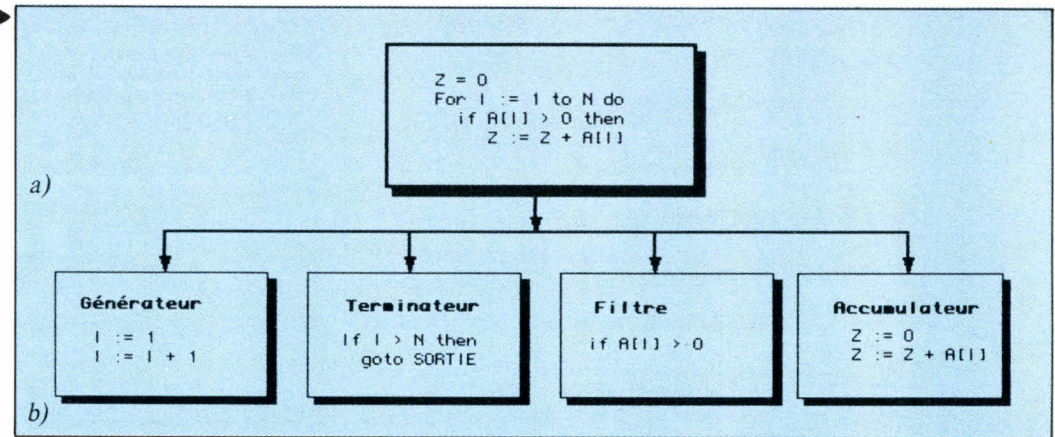 Z = 0
For I := 1 to N do
if A[I] > 0 then
Z := Z + A[I]
a)
Générateur
I := 1
I := I + 1
Terminateur
If I > N then
goto SORTIE
Filtre
if A[I] > 0
Accumulateur
Z := 0
Z := Z + A[I]
b)